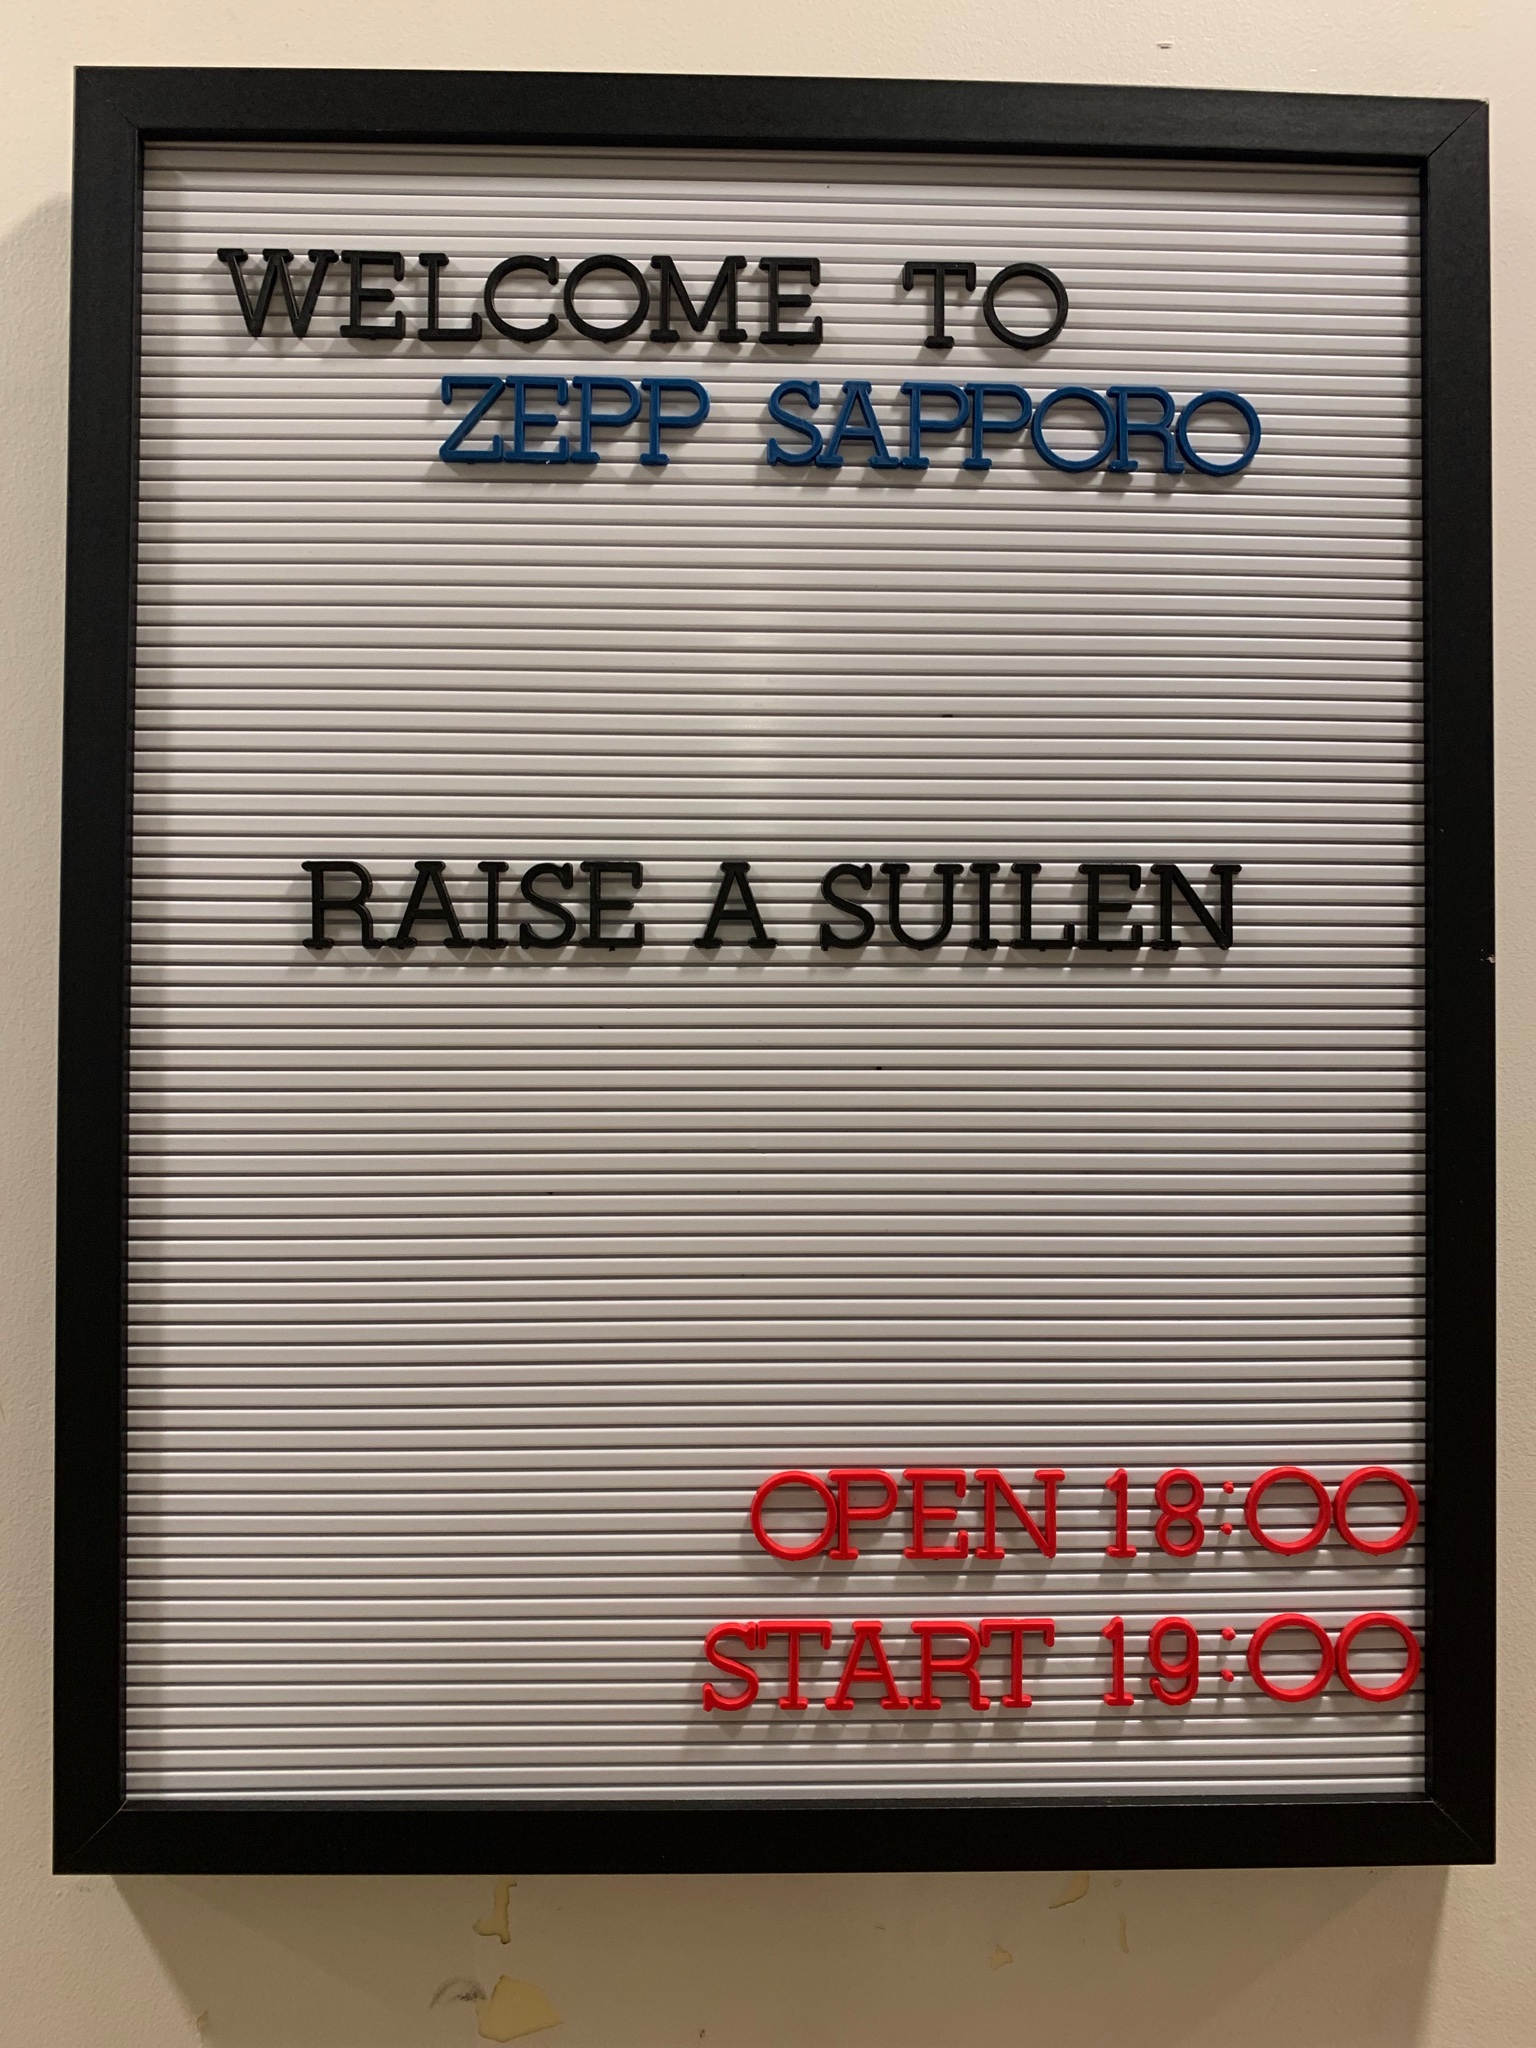 WELCOME TO
ZEPP SAPPORO
RAISE A SUILEN
OPEN 18:00
START 19:00